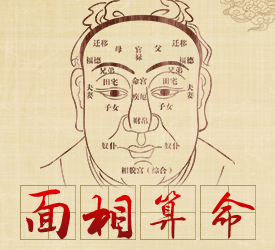 迁移 母 官禄 父 迁移
福德 福德
兄弟 兄弟
田宅 命宫 田宅
夫妻 疾厄 夫妻
子女 子女
财帛
奴仆 奴仆
相貌宫(综合)
面相算命